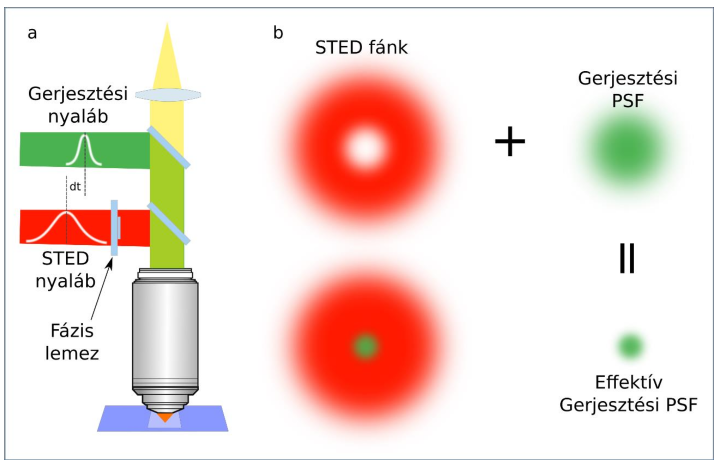 a
Gerjesztési
nyaláb
dt
STED
nyaláb
Fázis
lemez
b
STED fánk
+
Gerjesztési
PSF
=
Effektív
Gerjesztési PSF